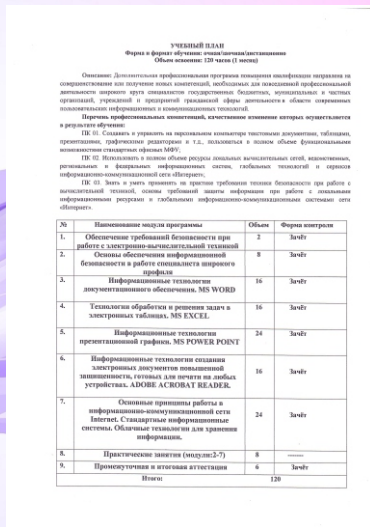 УЧЕБНЫЙ ПЛАН
Форма и формат обучения: очная/заочная/дистанционно
Объем освоения: 120 часов (1 месяц)
Описание: Дополнительная профессиональная программа повышения квалификации направлена на
совершенствование или получение новых компетенций, необходимых для повседневной профессиональной
деятельности широкого круга специалистов государственных бюджетных, муниципальных и частных
организаций, учреждений и предприятий гражданской сферы деятельности в области современных
пользовательских информационных и коммуникационных технологий.
Перечень профессиональных компетенций, качественное изменение которых осуществляется
в результате обучения:
ПК 01. Создавать и управлять на персональном компьютере текстовыми документами, таблицами,
презентациями, графическими редакторами и т.д., пользоваться в полном объеме функциональными
возможностями стандартных офисных МФУ;
ПК 02. Использовать в полном объеме ресурсы локальных вычислительных сетей, ведомственных,
региональных и федеральных информационных систем, глобальных технологий и сервисов
информационно-коммуникационной сети «Интернет»;
ПК 03. Знать и уметь применять на практике требования техники безопасности при работе с
вычислительной техникой, основы требований защиты информации при работе с локальными
информационными ресурсами и глобальными информационно-коммуникационными системами сети
«Интернет».
№ Наименование модуля программы Объем Форма контроля
1. Обеспечение требований безопасности при 2 Зачёт
работе с электронно-вычислительной техникой
2. Основы обеспечения информационной 8 Зачёт
безопасности в работе специалиста широкого
профиля
3. Информационные технологии 16 Зачёт
документационного обеспечения. MS WORD
4. Технологии обработки и решения задач в 16 Зачёт
электронных таблицах. MS EXCEL
5. Информационные технологии 24 Зачёт
презентационной графики. MS POWER POINT
6. Информационные технологии создания
электронных документов повышенной 16 Зачёт
защищенности, готовых для печати на любых
устройствах. ADOBE ACROBAT READER.
7. Основные принципы работы в
информационно-коммуникационной сети 24 Зачёт
Internet. Стандартные информационные
системы. Облачные технологии для хранения
информации.
8. Практические занятия (модули:2-7) 8 ------
9. Промежуточная и итоговая аттестация 6 Зачёт
Итого: 120